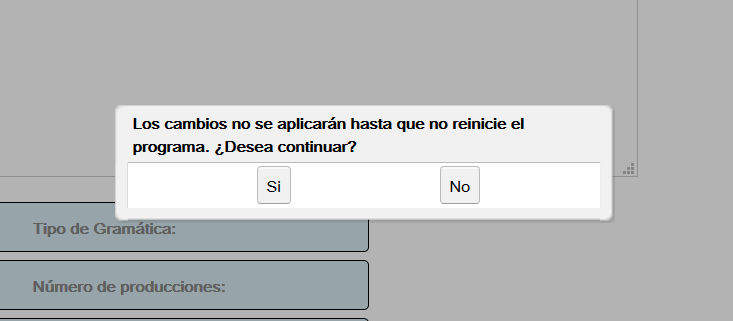 Los cambios no se aplicarán hasta que no reinicie el
programa. ¿Desea continuar?
Si
No
Tipo de Gramática:
Número de producciones: